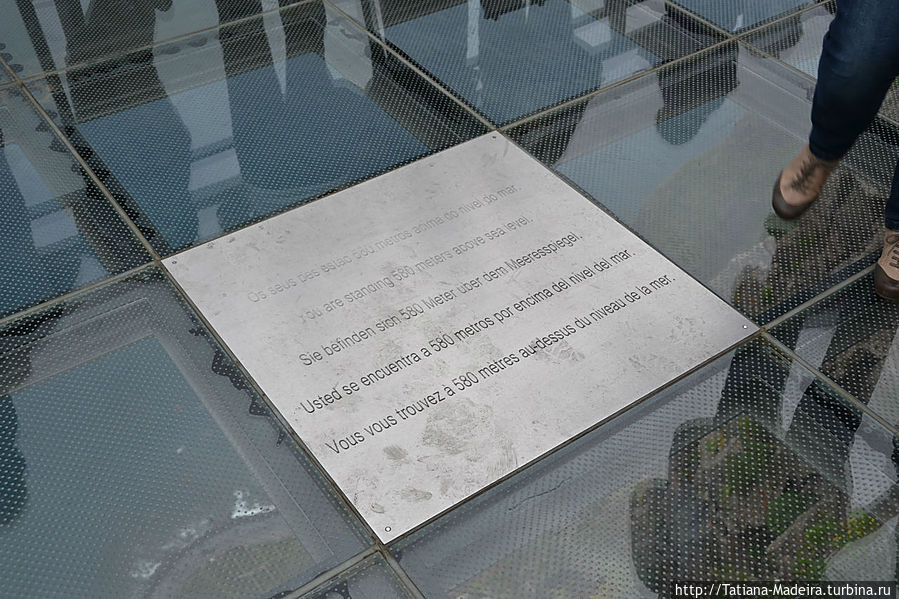 Os seus pés estão 580 metros acima do nível do mar.
You are standing 580 meters above sea level.
Sie befinden sich 580 Meter über dem Meeresspiegel.
Usted se encuentra a 580 metros por encima del nivel del mar.
Vous vous trouvez à 580 mètres au-dessus du niveau de la mer.
http://Tatiana-Madeira.turbina.ru